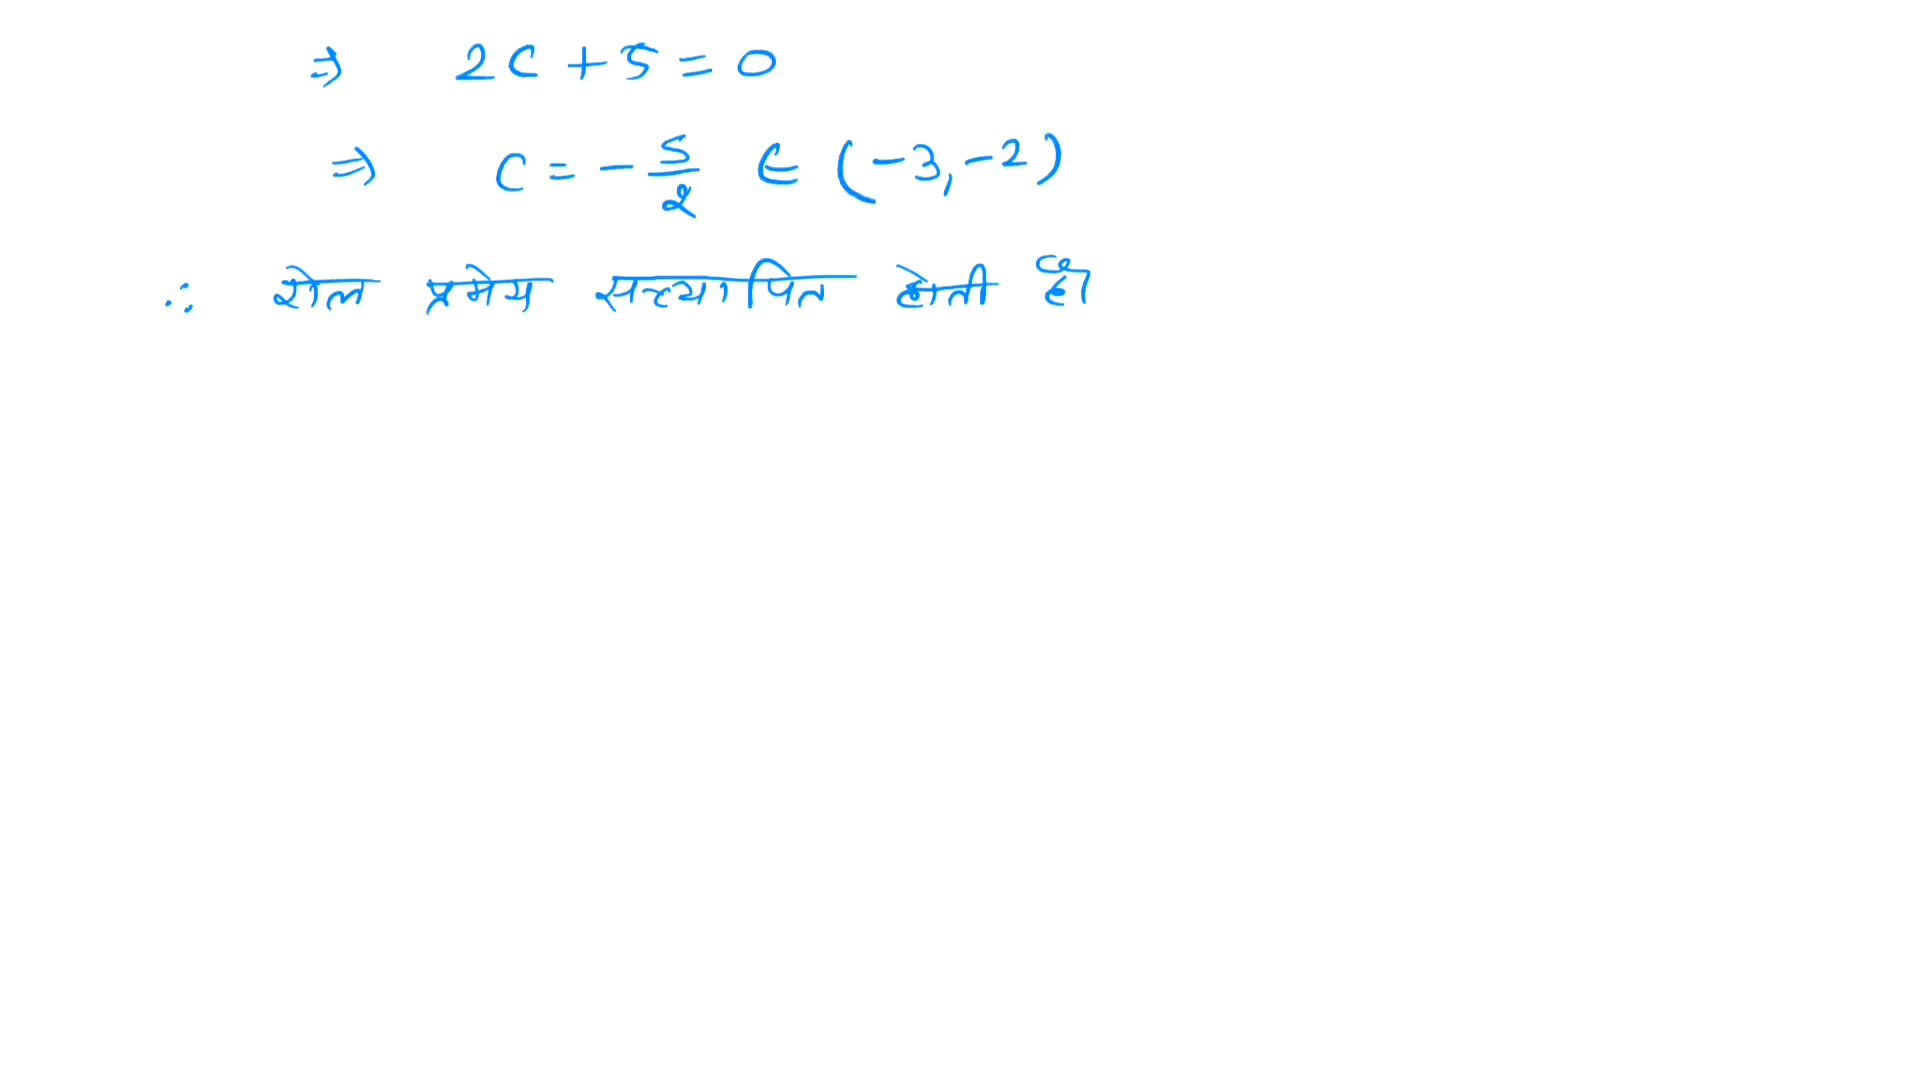 ⇒ 2c + 5 = 0
⇒ c = -5/2 ∈ (-3, -2)
∴ रोल प्रमेय सत्यापित होती है।